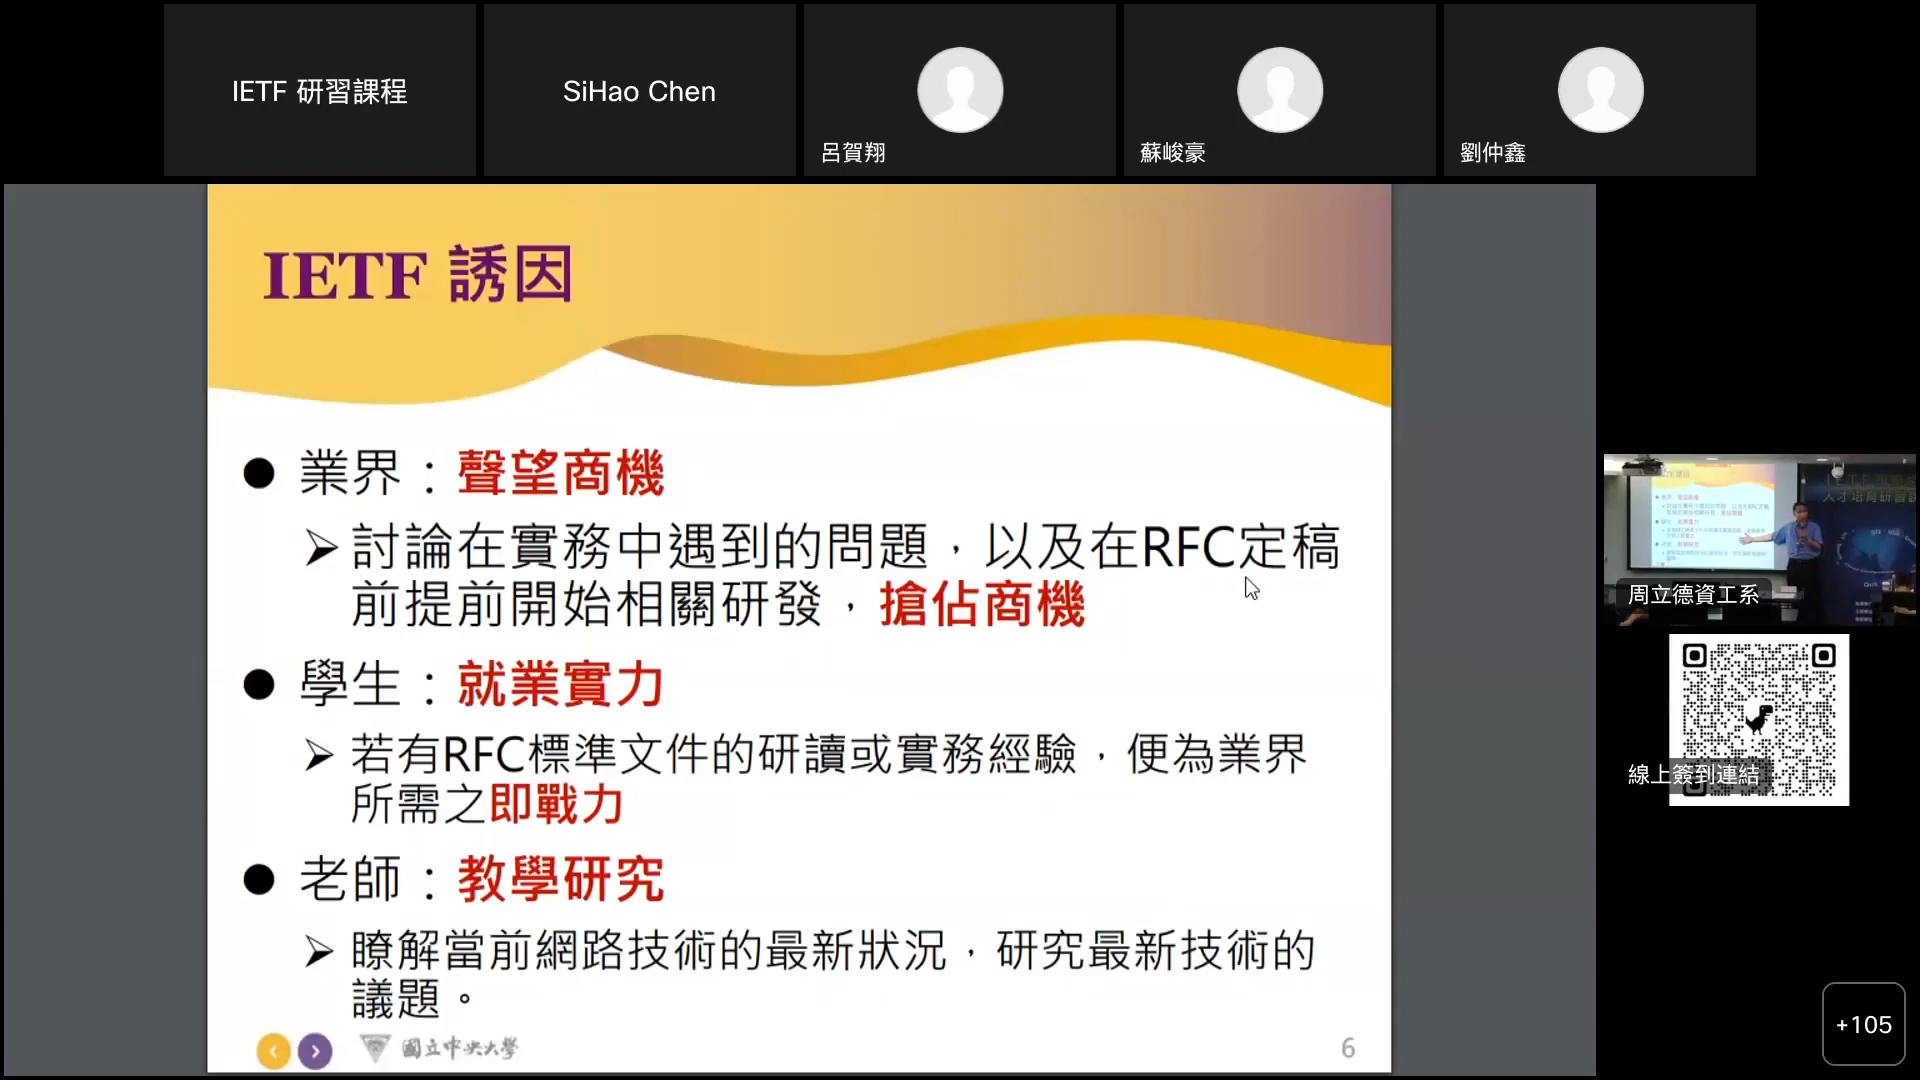 IETF 研習課程
SiHao Chen
呂賀翔
蘇峻豪
劉仲鑫
IETF 誘因
業界：聲望商機
討論在實務中遇到的問題，以及在RFC定稿
前提前開始相關研發，搶佔商機
學生：就業實力
若有RFC標準文件的研讀或實務經驗，便為業界
所需之即戰力
老師：教學研究
瞭解當前網路技術的最新狀況，研究最新技術的
議題。
國立中央大學
6
周立德資工系
線上簽到連結
+105